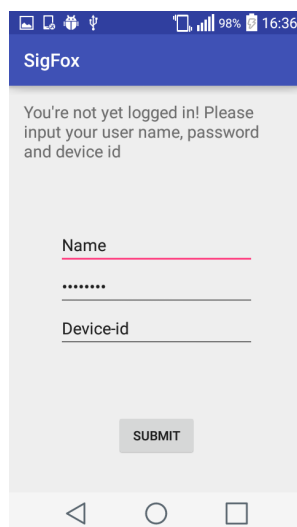 98% 16:36
SigFox
You're not yet logged in! Please
input your user name, password
and device id
Name
••••••••
Device-id
SUBMIT